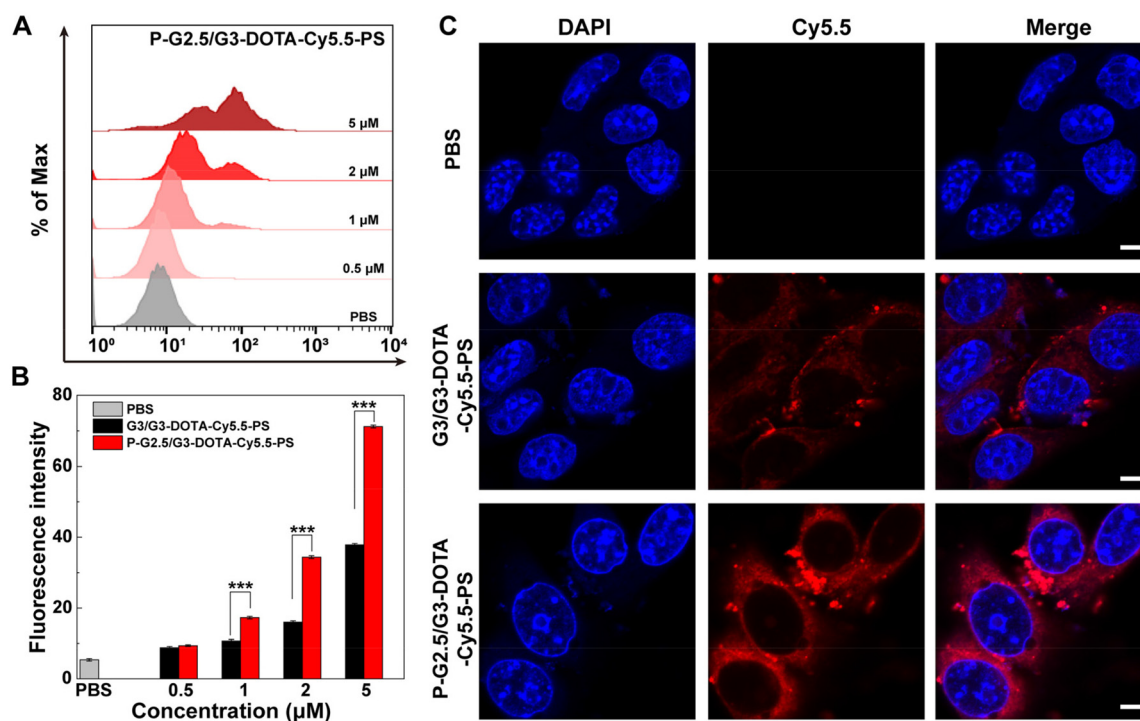 A
P-G2.5/G3-DOTA-Cy5.5-PS
% of Max
5 µM
2 µM
1 µM
0.5 µM
PBS
10⁰ 10¹ 10² 10³ 10⁴
B
Fluorescence intensity
80
60
40
20
0
PBS
G3/G3-DOTA-Cy5.5-PS
P-G2.5/G3-DOTA-Cy5.5-PS
***
***
***
PBS 0.5 1 2 5
Concentration (µM)
C
DAPI Cy5.5 Merge
PBS
G3/G3-DOTA
-Cy5.5-PS
P-G2.5/G3-DOTA
-Cy5.5-PS